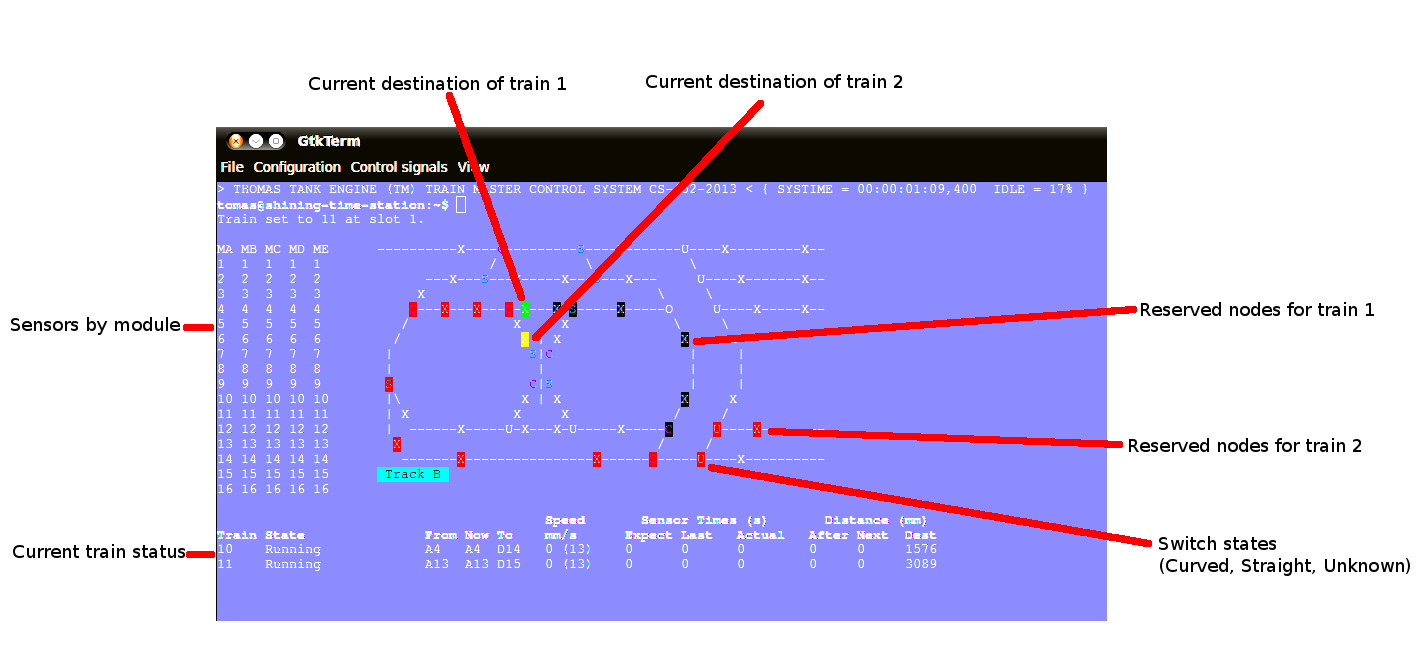 Current destination of train 1
Current destination of train 2
GtkTerm
File Configuration Control signals View
> THOMAS TANK ENGINE (TM) TRAIN MASTER CONTROL SYSTEM CS-452-2013 < { SYSTIME = 00:00:01:09,400 IDLE = 17% }
tomas@shining-time-station:~$
Train set to 11 at slot 1.
MA MB MC MD ME
1 1 1 1 1
2 2 2 2 2
3 3 3 3 3
4 4 4 4 4
5 5 5 5 5
6 6 6 6 6
7 7 7 7 7
8 8 8 8 8
9 9 9 9 9
10 10 10 10 10
11 11 11 11 11
12 12 12 12 12
13 13 13 13 13
14 14 14 14 14
15 15 15 15 15
16 16 16 16 16
Track B
Sensors by module
Reserved nodes for train 1
Reserved nodes for train 2
Switch states
(Curved, Straight, Unknown)
Current train status
Speed Sensor Times (s) Distance (mm)
Train State From Now To mm/s Expect Last Actual After Next Dest
10 Running A4 A4 D14 0 (13) 0 0 0 0 0 1576
11 Running A13 A13 D15 0 (13) 0 0 0 0 0 3089